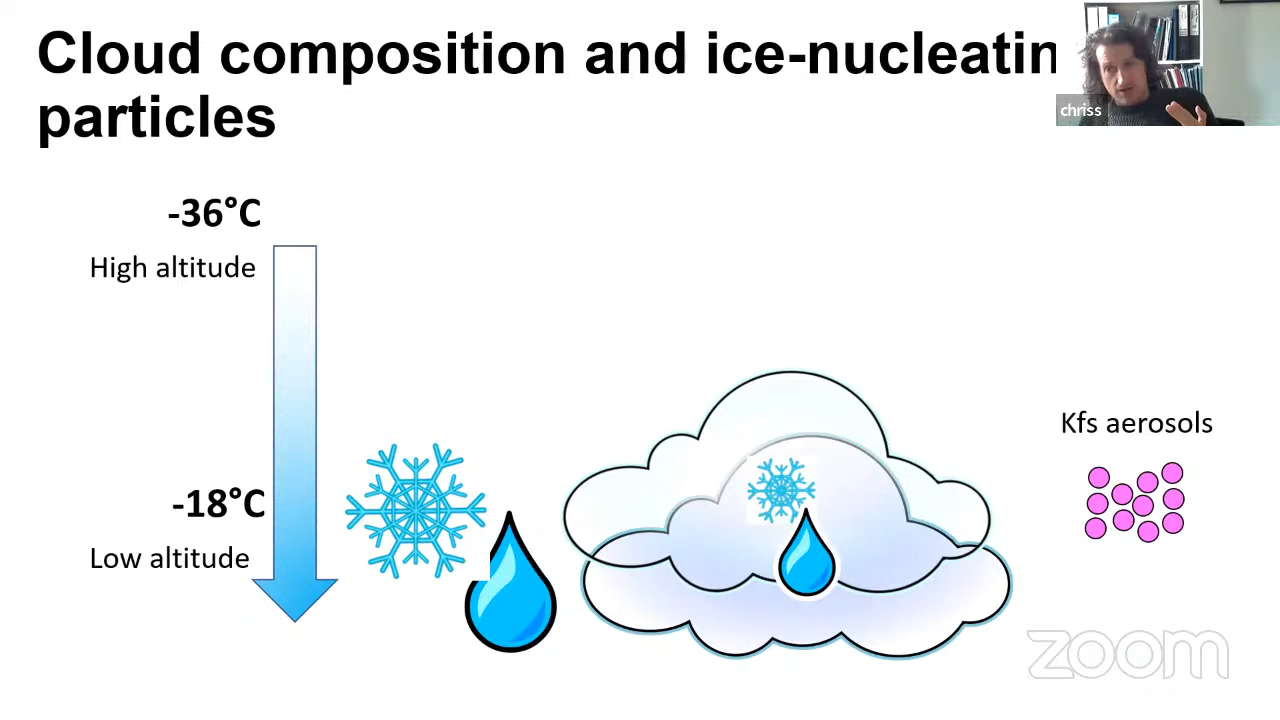 Cloud composition and ice-nucleatin
particles
chriss
-36°C
High altitude
Kfs aerosols
-18°C
Low altitude
zoom